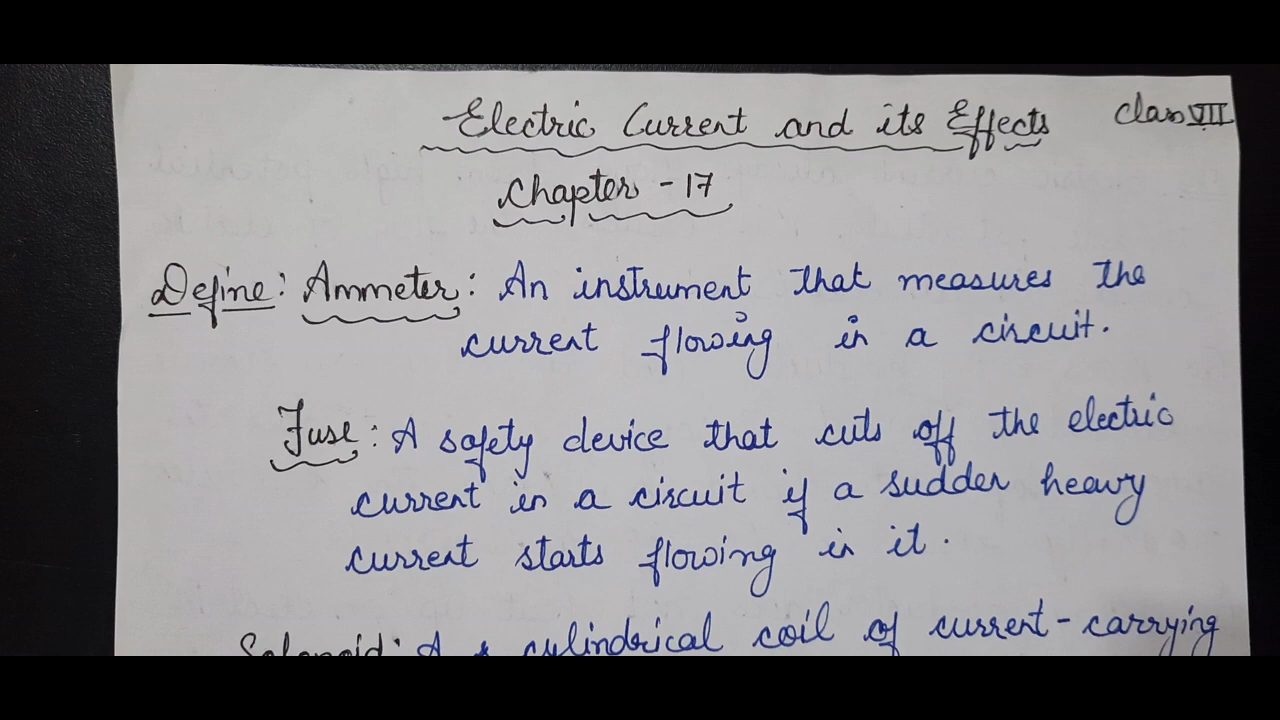 Electric Current and its Effects Class VII
Chapter - 17
Define: Ammeter: An instrument that measures the
current flowing in a circuit.
Fuse: A safety device that cuts off the electric
current in a circuit if a sudden heavy
current starts flowing in it.
Solenoid: A cylindrical coil of current-carrying